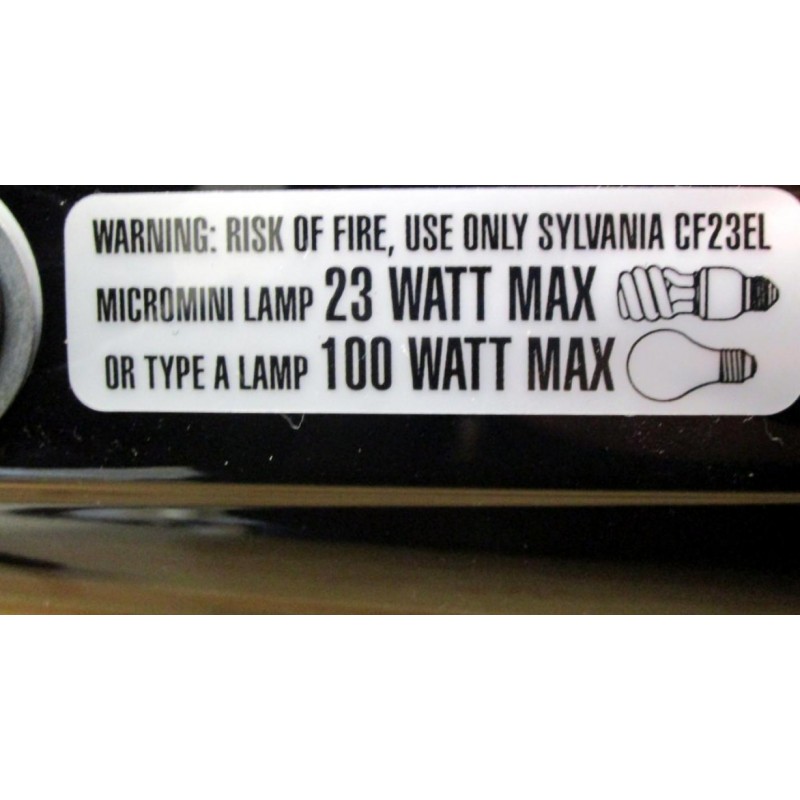 WARNING: RISK OF FIRE, USE ONLY SYLVANIA CF23EL
MICROMINI LAMP 23 WATT MAX
OR TYPE A LAMP 100 WATT MAX